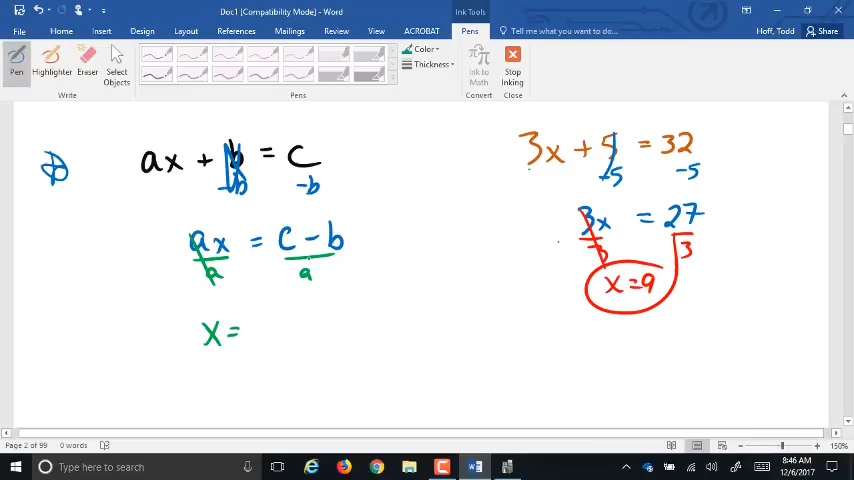 Doc1 [Compatibility Mode] - Word
Ink Tools
Hoff, Todd
File Home Insert Design Layout References Mailings Review View ACROBAT Pens Tell me what you want to do... Share
Pen Highlighter Eraser Select Objects
Color
Thickness
Ink to Math
Stop Inking
Write Pens Convert Close
ax + b = c
-b -b
ax = c - b
a a
x =
3x + 5 = 32
-5 -5
3x = 27
3 3
x = 9
Page 2 of 99 0 words 150%
Type here to search
8:46 AM
12/6/2017